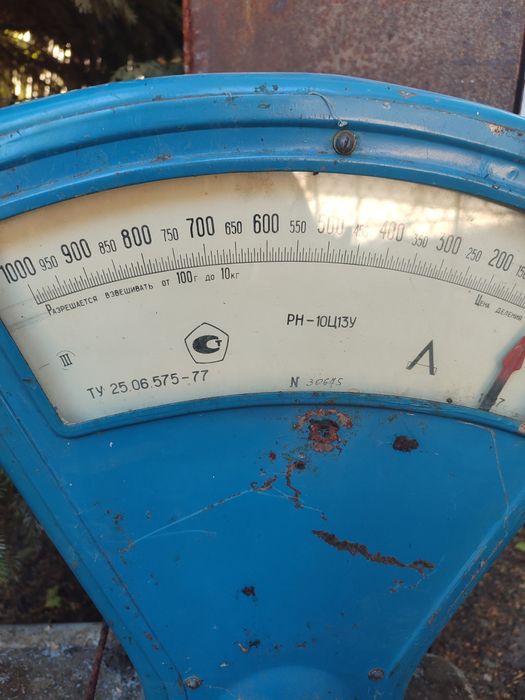 1000 950 900 850 800 750 700 650 600 550 500 450 400 350 300 250 200
Разрешается взвешивать от 100г до 10кг
Цена деления
РН-10Ц13У
III
ТУ 25.06.575-77
N 30645